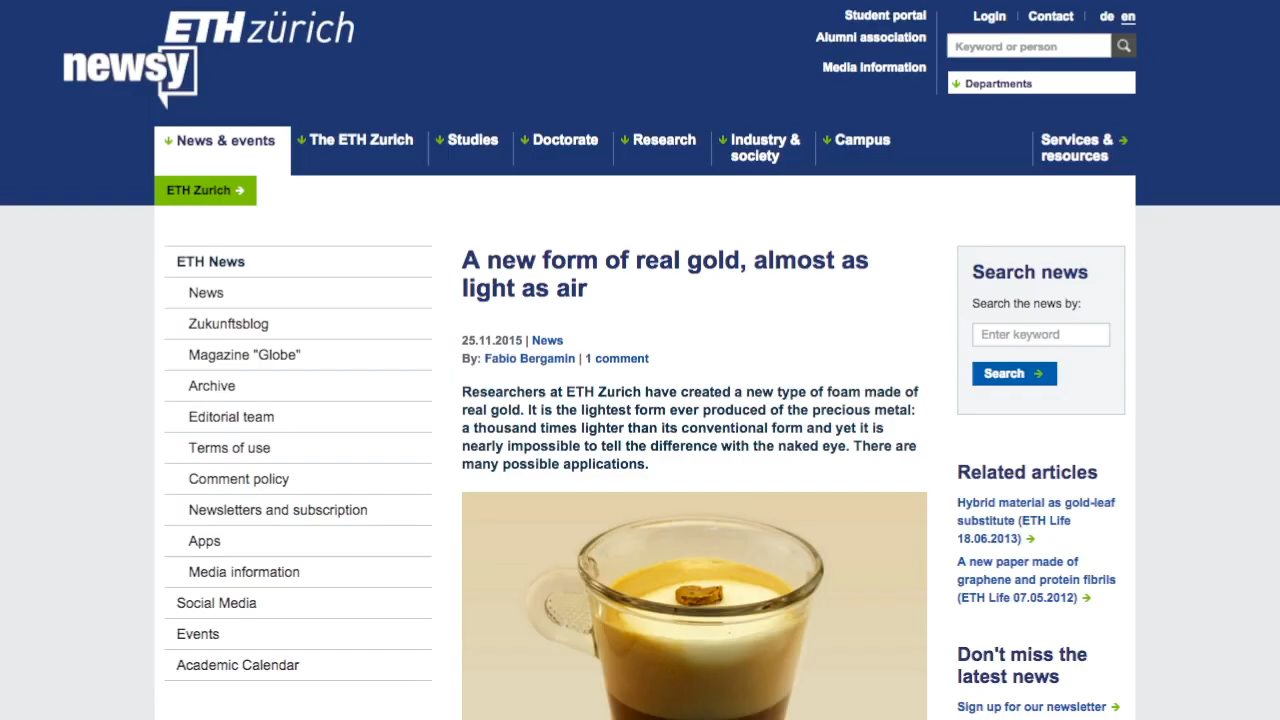 ETH zürich
newsy
Student portal
Alumni association
Media information
Login
Contact
de en
Keyword or person
Departments
News & events
The ETH Zurich
Studies
Doctorate
Research
Industry &
society
Campus
Services &
resources
ETH Zurich
ETH News
News
Zukunftsblog
Magazine "Globe"
Archive
Editorial team
Terms of use
Comment policy
Newsletters and subscription
Apps
Media information
Social Media
Events
Academic Calendar
A new form of real gold, almost as
light as air
25.11.2015 | News
By: Fabio Bergamin | 1 comment
Researchers at ETH Zurich have created a new type of foam made of
real gold. It is the lightest form ever produced of the precious metal:
a thousand times lighter than its conventional form and yet it is
nearly impossible to tell the difference with the naked eye. There are
many possible applications.
Search news
Search the news by:
Enter keyword
Search
Related articles
Hybrid material as gold-leaf
substitute (ETH Life
18.06.2013)
A new paper made of
graphene and protein fibrils
(ETH Life 07.05.2012)
Don't miss the
latest news
Sign up for our newsletter